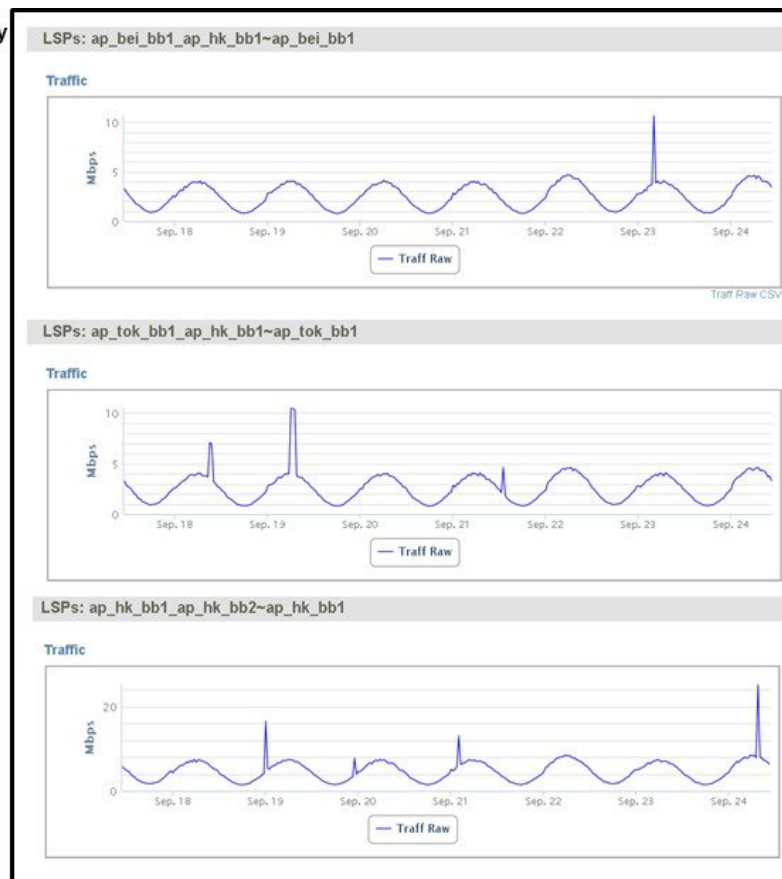 y
LSPs: ap_bei_bb1_ap_hk_bb1~ap_bei_bb1
Traffic
10
5
0
Mbps
Sep. 18 Sep. 19 Sep. 20 Sep. 21 Sep. 22 Sep. 23 Sep. 24
Traff Raw
Traff Raw CSV
LSPs: ap_tok_bb1_ap_hk_bb1~ap_tok_bb1
Traffic
10
5
0
Mbps
Sep. 18 Sep. 19 Sep. 20 Sep. 21 Sep. 22 Sep. 23 Sep. 24
Traff Raw
LSPs: ap_hk_bb1_ap_hk_bb2~ap_hk_bb1
Traffic
20
0
Mbps
Sep. 18 Sep. 19 Sep. 20 Sep. 21 Sep. 22 Sep. 23 Sep. 24
Traff Raw